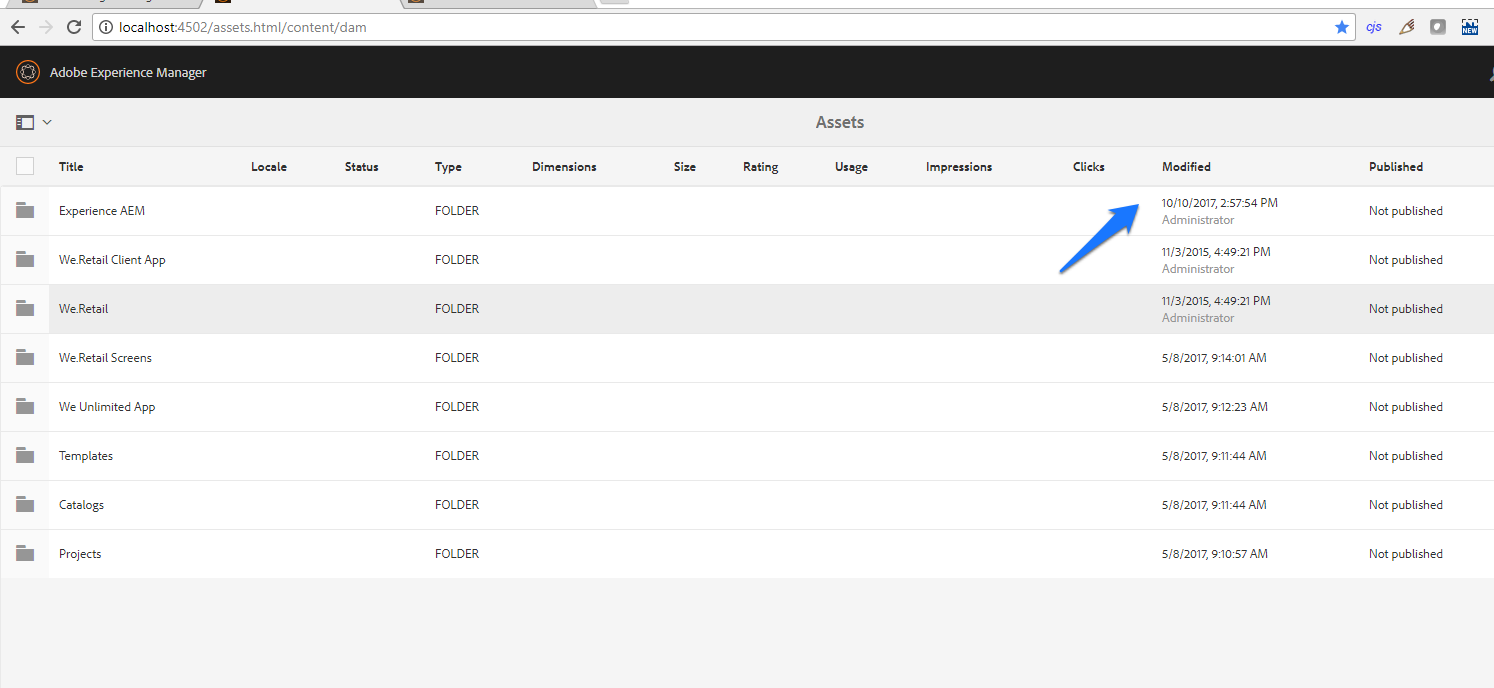 localhost:4502/assets.html/content/dam
cjs
NEW
Adobe Experience Manager
Assets
Title Locale Status Type Dimensions Size Rating Usage Impressions Clicks Modified Published
Experience AEM FOLDER 10/10/2017, 2:57:54 PM Not published
Administrator
We.Retail Client App FOLDER 11/3/2015, 4:49:21 PM Not published
Administrator
We.Retail FOLDER 11/3/2015, 4:49:21 PM Not published
Administrator
We.Retail Screens FOLDER 5/8/2017, 9:14:01 AM Not published
We Unlimited App FOLDER 5/8/2017, 9:12:23 AM Not published
Templates FOLDER 5/8/2017, 9:11:44 AM Not published
Catalogs FOLDER 5/8/2017, 9:11:44 AM Not published
Projects FOLDER 5/8/2017, 9:10:57 AM Not published